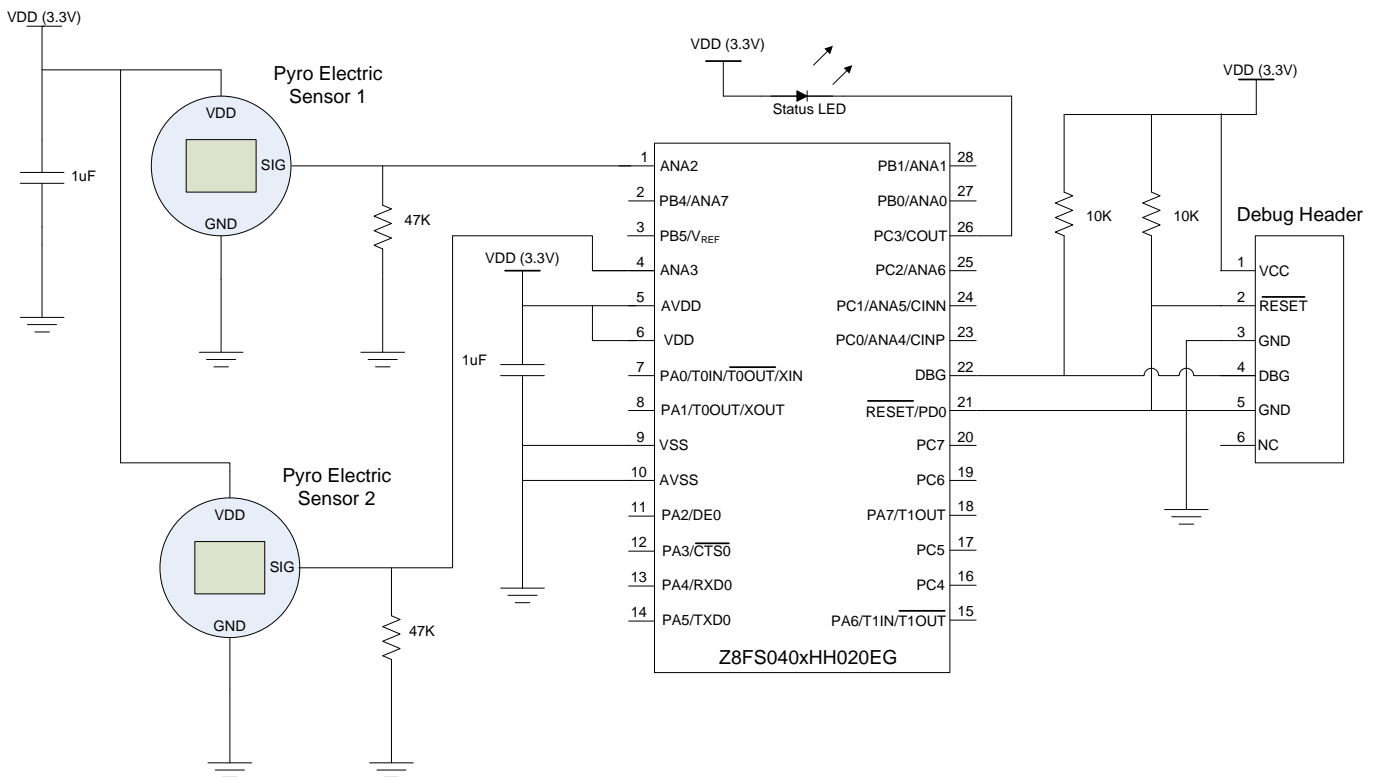 VDD (3.3V)
Pyro Electric
Sensor 1
VDD
SIG
GND
1uF
47K
Pyro Electric
Sensor 2
VDD
SIG
GND
47K
VDD (3.3V)
1uF
VDD (3.3V)
Status LED
1 ANA2
2 PB4/ANA7
3 PB5/VREF
4 ANA3
5 AVDD
6 VDD
7 PA0/T0IN/T0OUT/XIN
8 PA1/T0OUT/XOUT
9 VSS
10 AVSS
11 PA2/DE0
12 PA3/CTS0
13 PA4/RXD0
14 PA5/TXD0
PB1/ANA1 28
PB0/ANA0 27
PC3/COUT 26
PC2/ANA6 25
PC1/ANA5/CINN 24
PC0/ANA4/CINP 23
DBG 22
RESET/PD0 21
PC7 20
PC6 19
PA7/T1OUT 18
PC5 17
PC4 16
PA6/T1IN/T1OUT 15
Z8FS040xHH020EG
VDD (3.3V)
10K
10K
Debug Header
1 VCC
2 RESET
3 GND
4 DBG
5 GND
6 NC